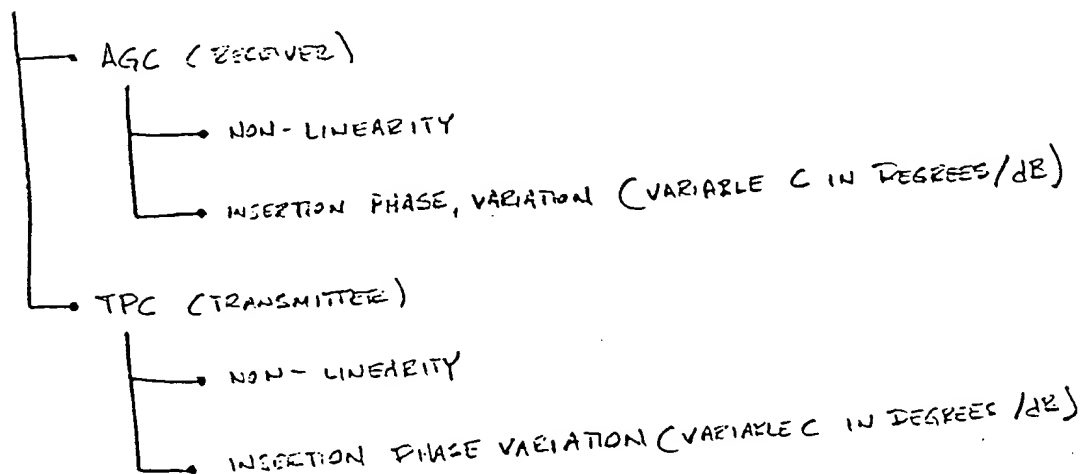 AGC (RECEIVER)
NON-LINEARITY
INSERTION PHASE, VARIATION (VARIABLE C IN DEGREES/dB)
TPC (TRANSMITTER)
NON-LINEARITY
INSERTION PHASE VARIATION (VARIABLE C IN DEGREES /dB)